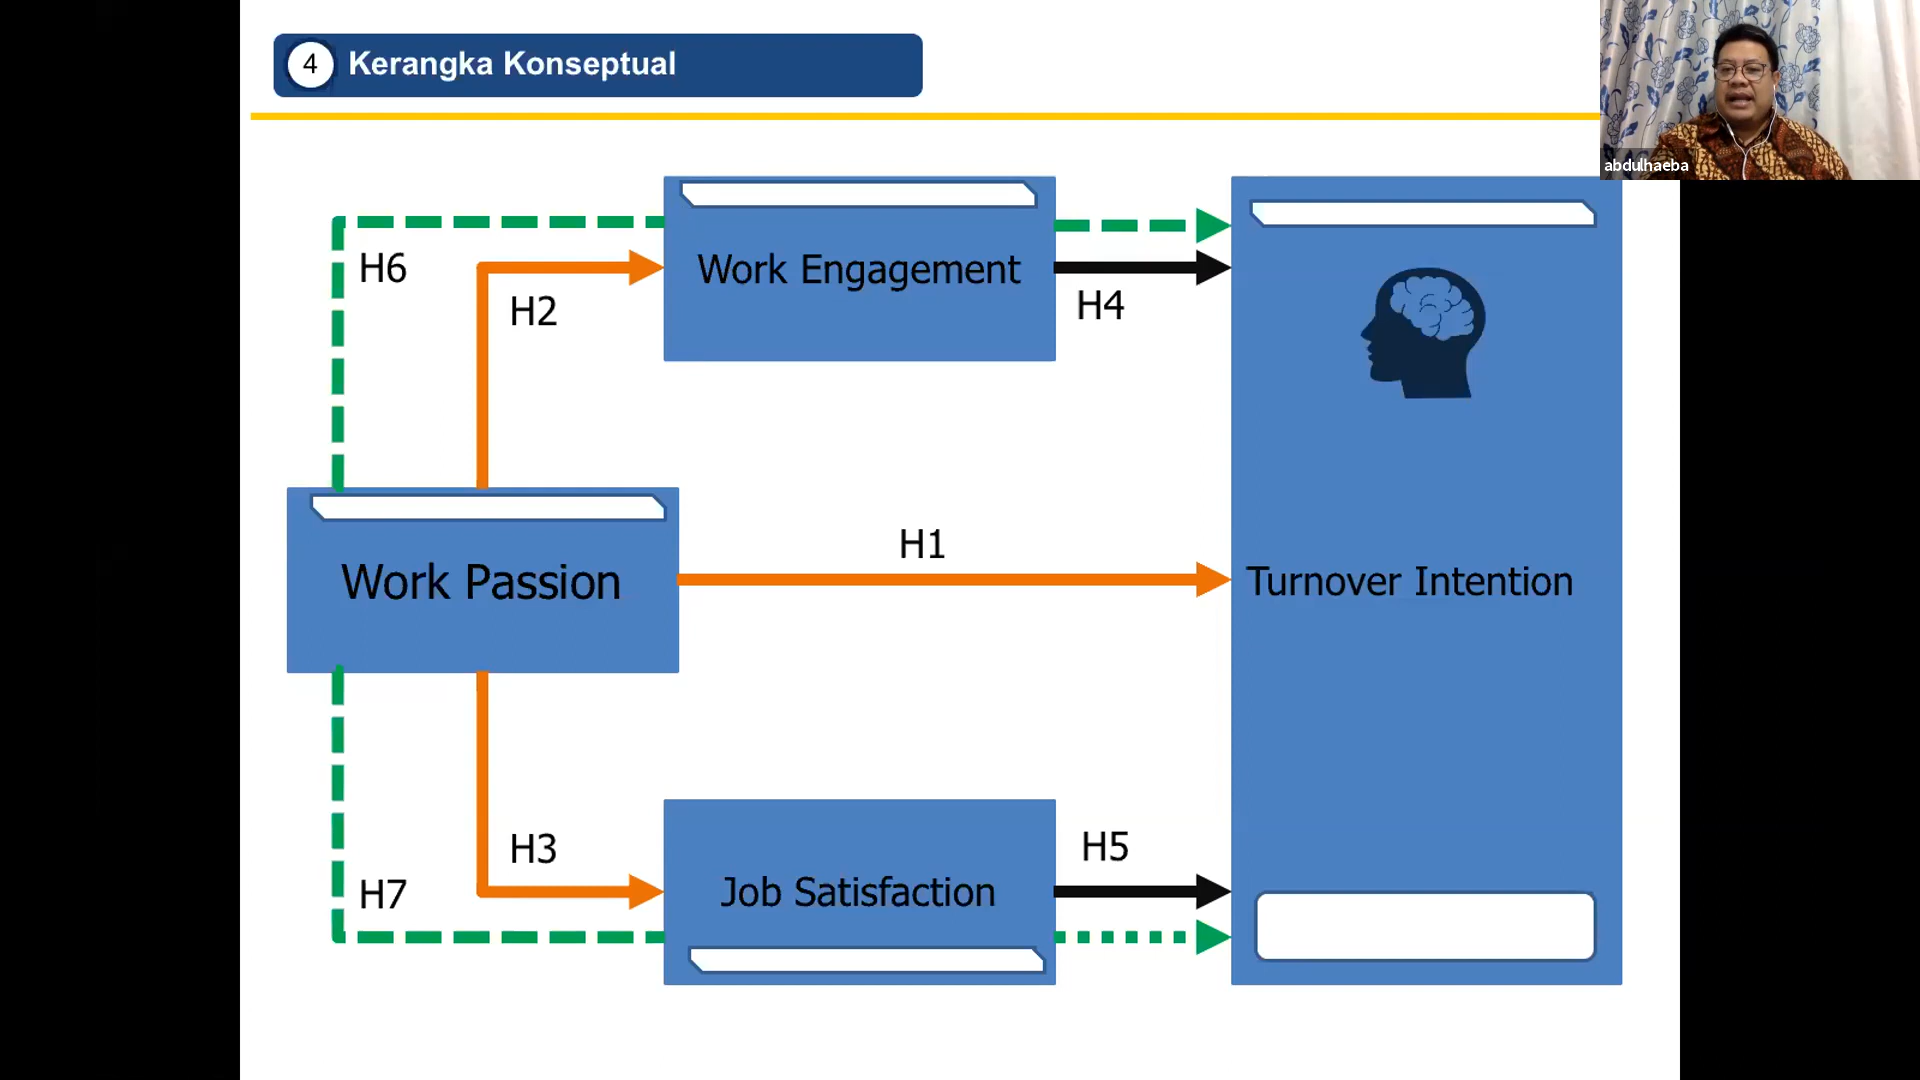 4 Kerangka Konseptual
abdulhaeba
H6
H2
Work Engagement
H4
Work Passion
H1
Turnover Intention
H3
H7
Job Satisfaction
H5